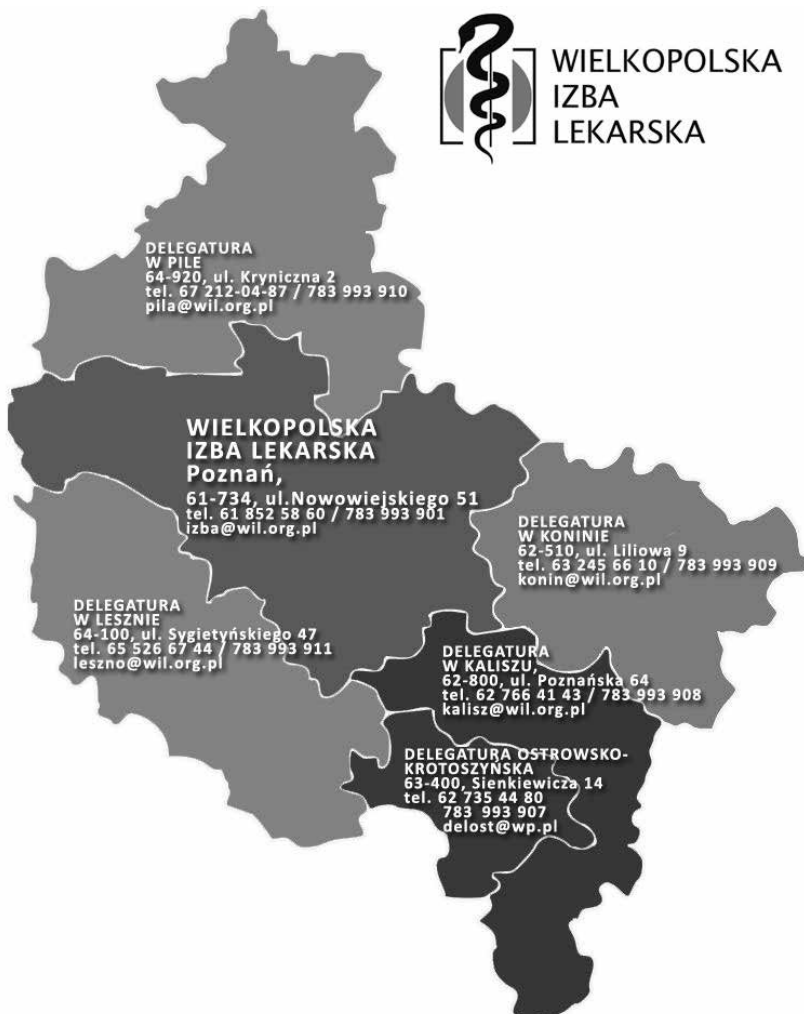 WIELKOPOLSKA
IZBA
LEKARSKA
DELEGATURA
W PILE
64-920, ul. Kryniczna 2
tel. 67 212-04-87 / 783 993 910
pila@wil.org.pl
WIELKOPOLSKA
IZBA LEKARSKA
Poznań,
61-734, ul.Nowowiejskiego 51
tel. 61 852 58 60 / 783 993 901
izba@wil.org.pl
DELEGATURA
W KONINIE
62-510, ul. Liliowa 9
tel. 63 245 66 10 / 783 993 909
konin@wil.org.pl
DELEGATURA
W LESZNIE
64-100, ul. Sygietyńskiego 47
tel. 65 526 67 44 / 783 993 911
leszno@wil.org.pl
DELEGATURA
W KALISZU,
62-800, ul. Poznańska 64
tel. 62 766 41 43 / 783 993 908
kalisz@wil.org.pl
DELEGATURA OSTROWSKO-
KROTOSZYŃSKA
63-400, Sienkiewicza 14
tel. 62 735 44 80
783 993 907
delost@wp.pl